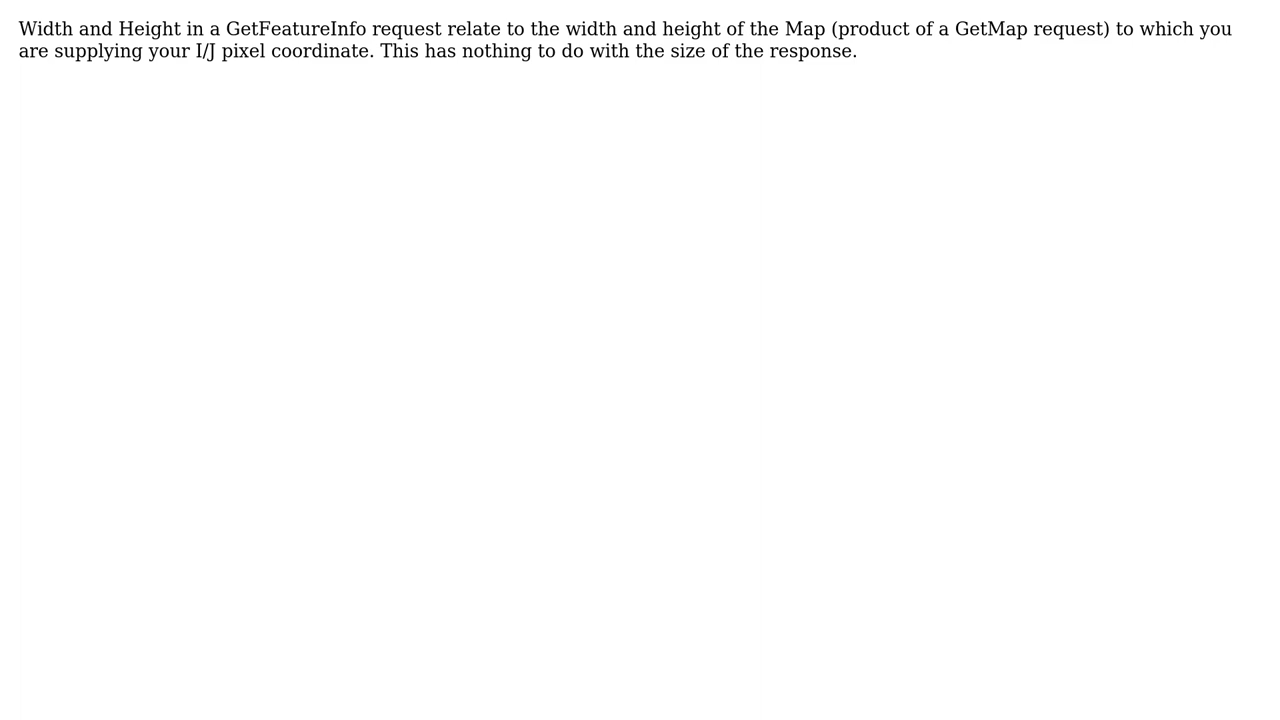 Width and Height in a GetFeatureInfo request relate to the width and height of the Map (product of a GetMap request) to which you
are supplying your I/J pixel coordinate. This has nothing to do with the size of the response.